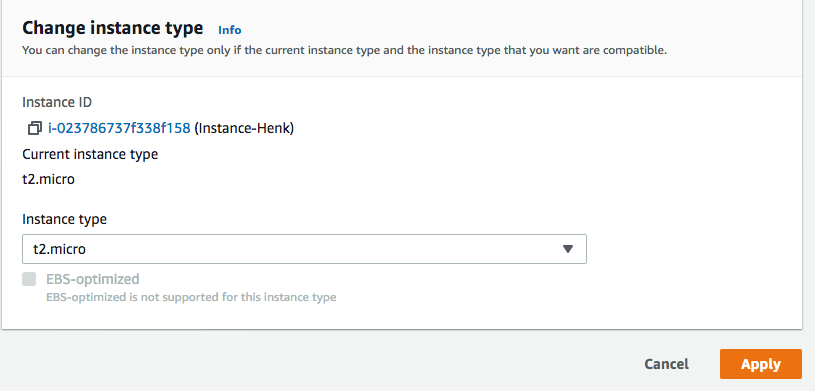 Change instance type Info
You can change the instance type only if the current instance type and the instance type that you want are compatible.
Instance ID
i-023786737f338f158 (Instance-Henk)
Current instance type
t2.micro
Instance type
t2.micro
EBS-optimized
EBS-optimized is not supported for this instance type
Cancel Apply